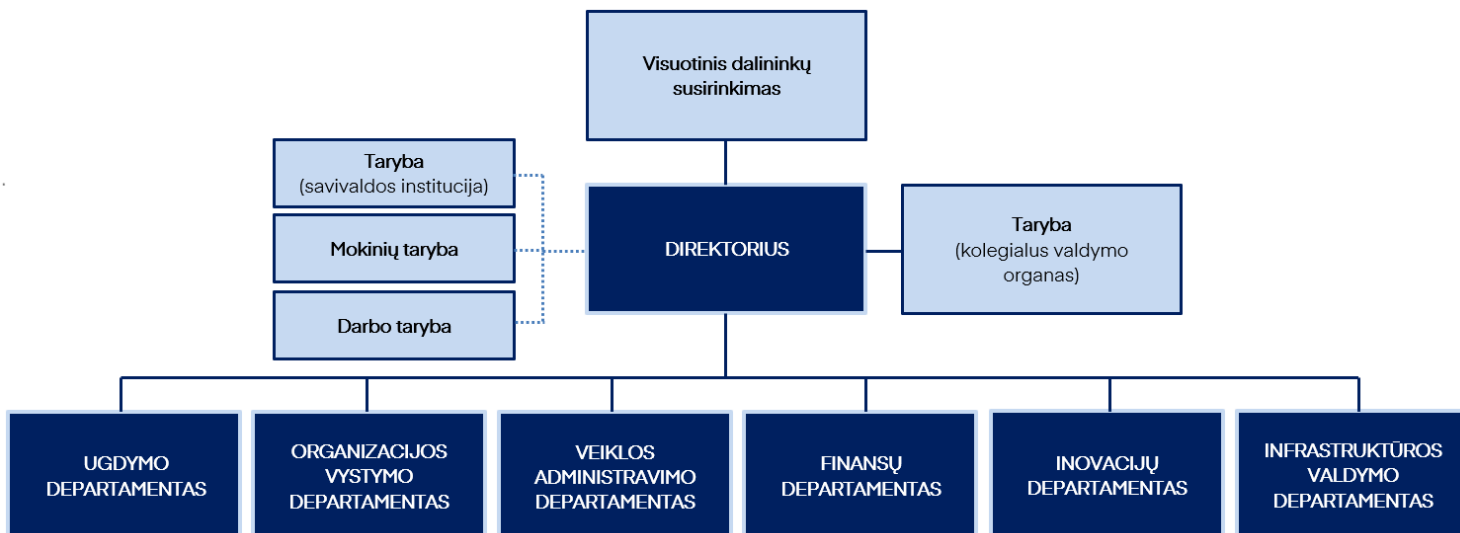 Visuotinis dalininkų
susirinkimas
Taryba
(savivaldos institucija)
Mokinių taryba
Darbo taryba
DIREKTORIUS
Taryba
(kolegialus valdymo
organas)
UGDYMO
DEPARTAMENTAS
ORGANIZACIJOS
VYSTYMO
DEPARTAMENTAS
VEIKLOS
ADMINISTRAVIMO
DEPARTAMENTAS
FINANSŲ
DEPARTAMENTAS
INOVACIJŲ
DEPARTAMENTAS
INFRASTRUKTŪROS
VALDYMO
DEPARTAMENTAS